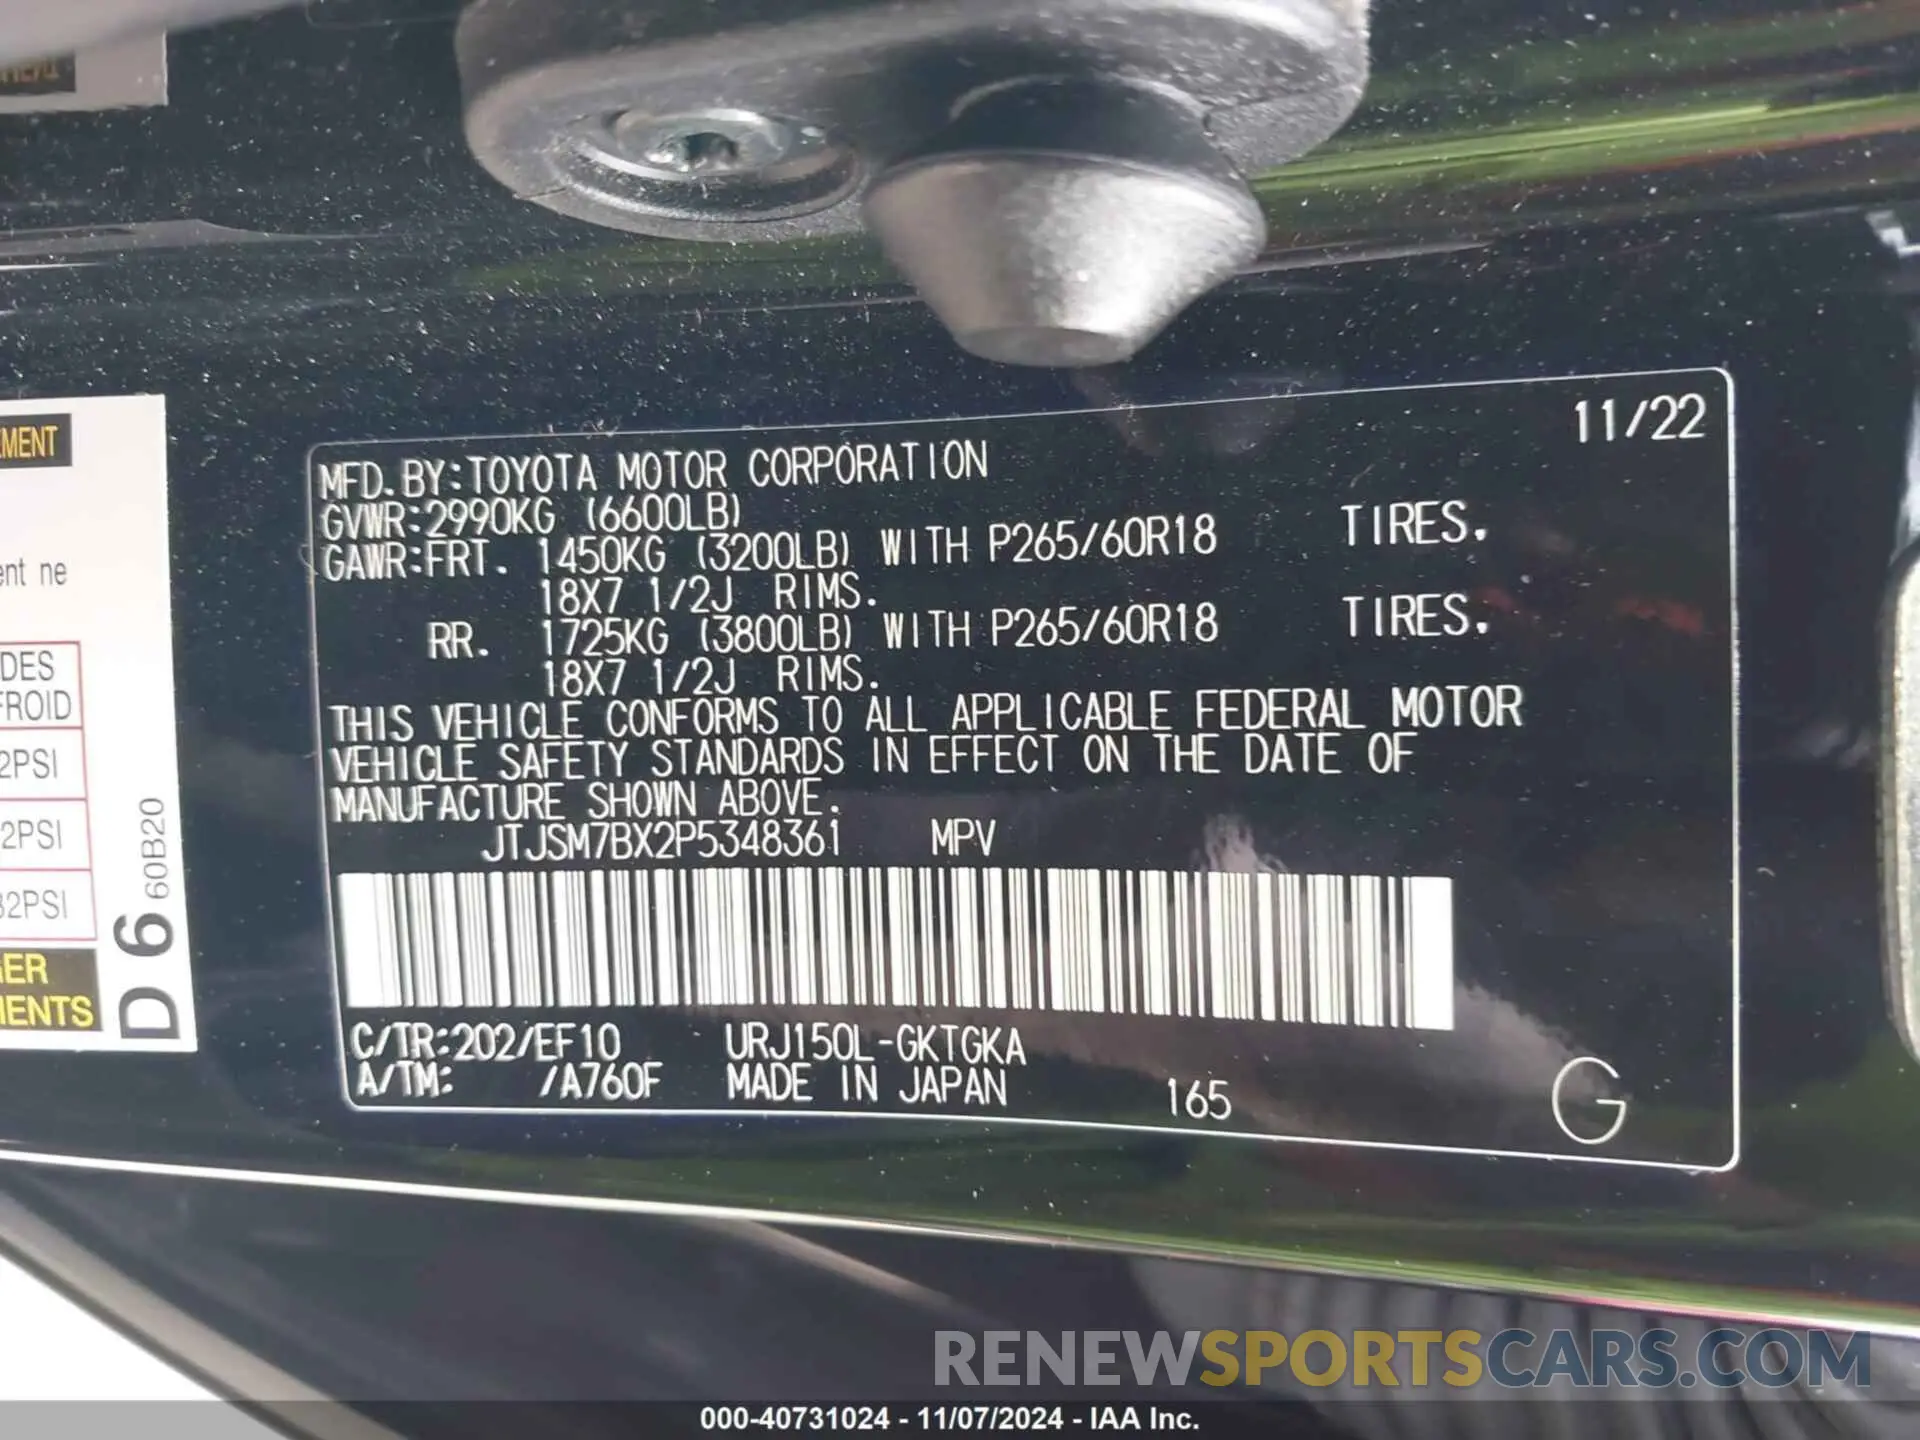 EMENT
ent ne
DES
FROID
2PSI
2PSI
32PSI
GER
MENTS
D 6 60B20
11/22
MFD.BY:TOYOTA MOTOR CORPORATION
GVWR:2990KG (6600LB)
GAWR:FRT. 1450KG (3200LB) WITH P265/60R18 TIRES.
18X7 1/2J RIMS.
RR. 1725KG (3800LB) WITH P265/60R18 TIRES.
18X7 1/2J RIMS.
THIS VEHICLE CONFORMS TO ALL APPLICABLE FEDERAL MOTOR
VEHICLE SAFETY STANDARDS IN EFFECT ON THE DATE OF
MANUFACTURE SHOWN ABOVE.
JTJSM7BX2P5348361 MPV
C/TR:202/EF10 URJ150L-GKTGKA
A/TM: /A760F MADE IN JAPAN 165 G
RENEWSPORTSCARS.COM
000-40731024 - 11/07/2024 - IAA Inc.